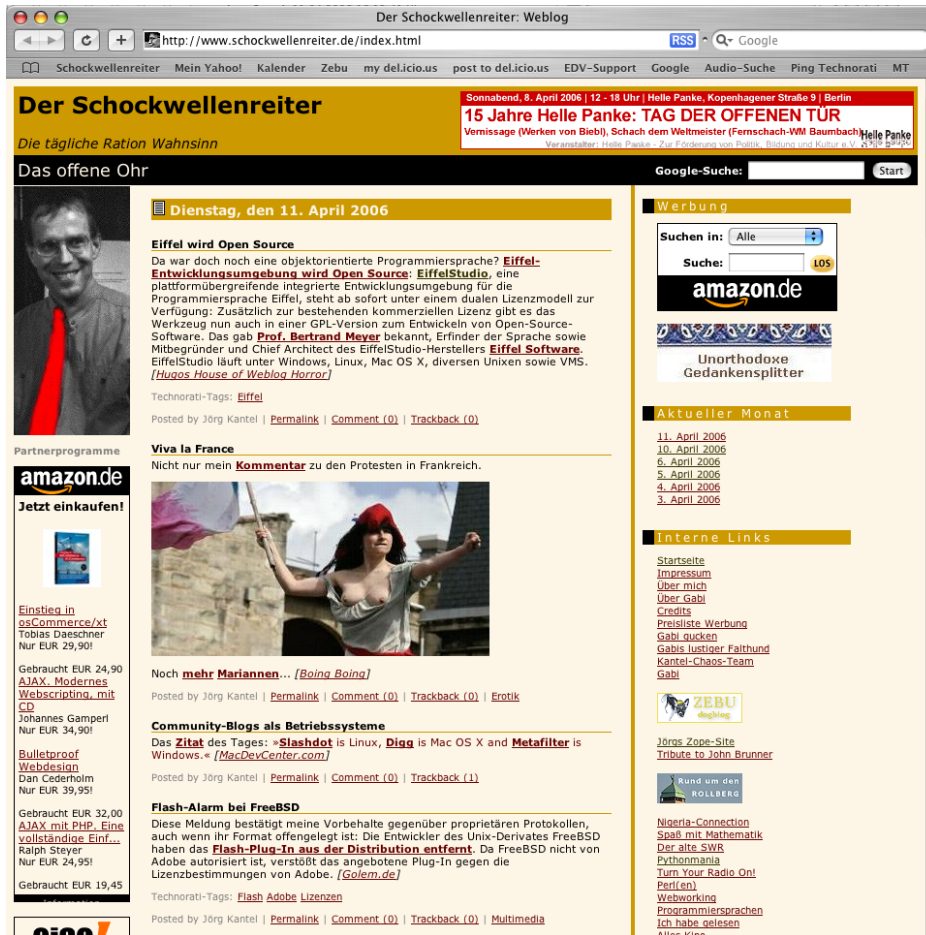 Der Schockwellenreiter: Weblog
http://www.schockwellenreiter.de/index.html
RSS
Google
Schockwellenreiter Mein Yahoo! Kalender Zebu my del.icio.us post to del.icio.us EDV-Support Google Audio-Suche Ping Technorati MT
Der Schockwellenreiter
Die tägliche Ration Wahnsinn
Sonnabend, 8. April 2006 | 12 - 18 Uhr | Helle Panke, Kopenhagener Straße 9 | Berlin
15 Jahre Helle Panke: TAG DER OFFENEN TÜR
Vernissage (Werken von Biebl), Schach dem Weltmeister (Fernschach-WM Baumbach)
Helle Panke
Veranstalter: Helle Panke - Zur Förderung von Politik, Bildung und Kultur e.V.
Das offene Ohr
Google-Suche:
Start
Partnerprogramme
amazon.de
Jetzt einkaufen!
Einstieg in
osCommerce/xt
Tobias Daeschner
Nur EUR 29,90!
Gebraucht EUR 24,90
AJAX. Modernes
Webscripting, mit
CD
Johannes Gamperl
Nur EUR 34,90!
Bulletproof
Webdesign
Dan Cederholm
Nur EUR 39,95!
Gebraucht EUR 32,00
AJAX mit PHP. Eine
vollständige Einf...
Ralph Steyer
Nur EUR 24,95!
Gebraucht EUR 19,45
Dienstag, den 11. April 2006
Eiffel wird Open Source
Da war doch noch eine objektorientierte Programmiersprache? Eiffel-
Entwicklungsumgebung wird Open Source: EiffelStudio, eine
plattformübergreifende integrierte Entwicklungsumgebung für die
Programmiersprache Eiffel, steht ab sofort unter einem dualen Lizenzmodell zur
Verfügung: Zusätzlich zur bestehenden kommerziellen Lizenz gibt es das
Werkzeug nun auch in einer GPL-Version zum Entwickeln von Open-Source-
Software. Das gab Prof. Bertrand Meyer bekannt, Erfinder der Sprache sowie
Mitbegründer und Chief Architect des EiffelStudio-Herstellers Eiffel Software.
EiffelStudio läuft unter Windows, Linux, Mac OS X, diversen Unixen sowie VMS.
[Hugos House of Weblog Horror]
Technorati-Tags: Eiffel
Posted by Jörg Kantel | Permalink | Comment (0) | Trackback (0)
Viva la France
Nicht nur mein Kommentar zu den Protesten in Frankreich.
Noch mehr Mariannen... [Boing Boing]
Posted by Jörg Kantel | Permalink | Comment (0) | Trackback (0) | Erotik
Community-Blogs als Betriebssysteme
Das Zitat des Tages: »Slashdot is Linux, Digg is Mac OS X and Metafilter is
Windows.« [MacDevCenter.com]
Posted by Jörg Kantel | Permalink | Comment (0) | Trackback (1)
Flash-Alarm bei FreeBSD
Diese Meldung bestätigt meine Vorbehalte gegenüber proprietären Protokollen,
auch wenn ihr Format offengelegt ist: Die Entwickler des Unix-Derivates FreeBSD
haben das Flash-Plug-In aus der Distribution entfernt. Da FreeBSD nicht von
Adobe autorisiert ist, verstößt das angebotene Plug-In gegen die
Lizenzbestimmungen von Adobe. [Golem.de]
Technorati-Tags: Flash Adobe Lizenzen
Posted by Jörg Kantel | Permalink | Comment (0) | Trackback (0) | Multimedia
Werbung
Suchen in: Alle
Suche: LOS
amazon.de
Unorthodoxe
Gedankensplitter
Aktueller Monat
11. April 2006
10. April 2006
6. April 2006
5. April 2006
4. April 2006
3. April 2006
Interne Links
Startseite
Impressum
Über mich
Über Gabi
Credits
Preisliste Werbung
Gabi gucken
Gabis lustiger Falthund
Kantel-Chaos-Team
Gabi
ZEBU
dogblog
Jörgs Zope-Site
Tribute to John Brunner
Rund um den
ROLLBERG
Nigeria-Connection
Spaß mit Mathematik
Der alte SWR
Pythonmania
Turn Your Radio On!
Perl(en)
Webworking
Programmiersprachen
Ich habe gelesen